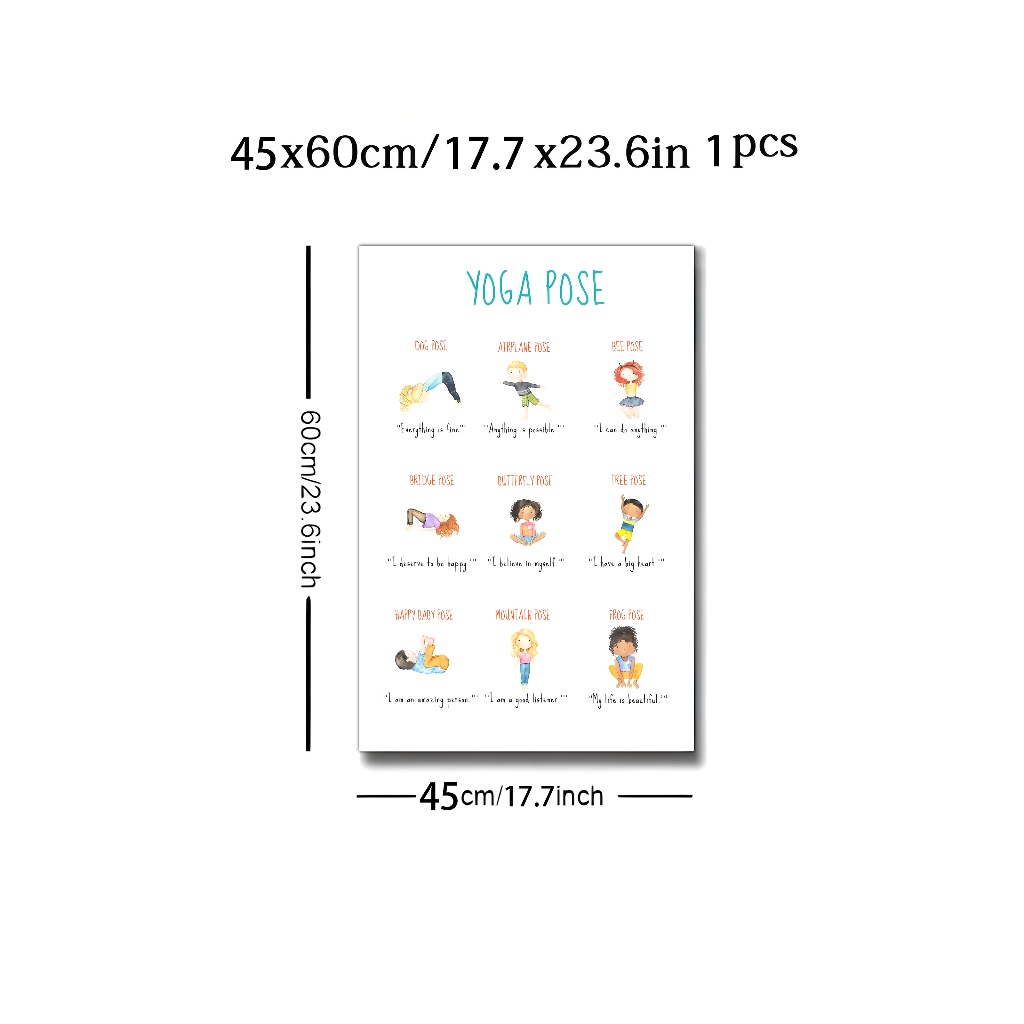 45x60cm/17.7 x23.6in 1pcs
YOGA POSE
DOG POSE AIRPLANE POSE BEE POSE
"Everything is fine" "Anything is possible"" "I can do anything""
BRIDGE POSE BUTTERFLY POSE TREE POSE
"I deserve to be happy"" "I believe in myself."" "I have a big heart""
HAPPY BABY POSE MOUNTAIN POSE FROG POSE
"I am an amazing person."" "I am a good listener"" "My life is beautiful.""
60cm/23.6inch
45cm/17.7inch